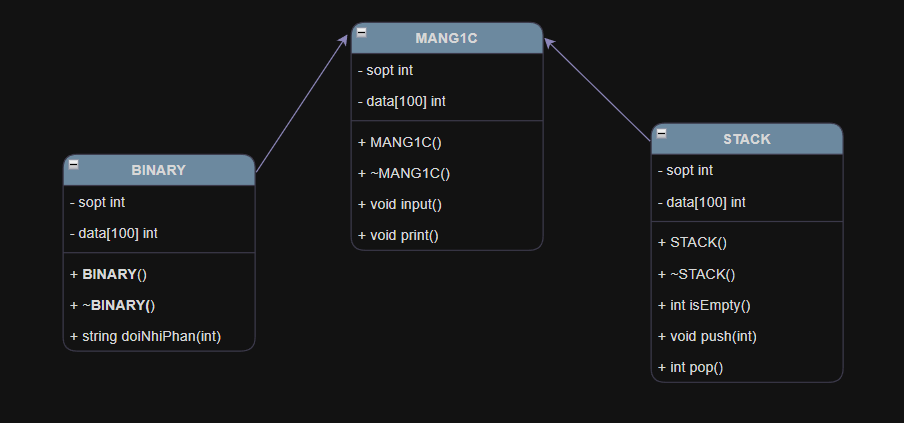 MANG1C
- sopt int
- data[100] int
+ MANG1C()
+ ~MANG1C()
+ void input()
+ void print()
BINARY
- sopt int
- data[100] int
+ BINARY()
+ ~BINARY()
+ string doiNhiPhan(int)
STACK
- sopt int
- data[100] int
+ STACK()
+ ~STACK()
+ int isEmpty()
+ void push(int)
+ int pop()